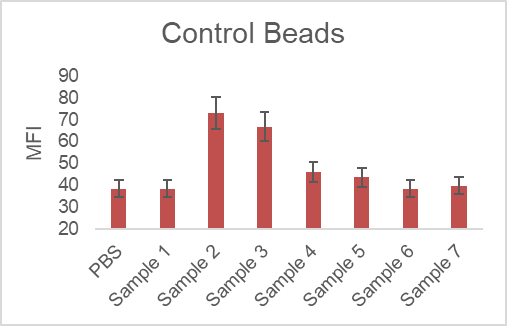 Control Beads
MFI
90
80
70
60
50
40
30
20
PBS
Sample 1
Sample 2
Sample 3
Sample 4
Sample 5
Sample 6
Sample 7